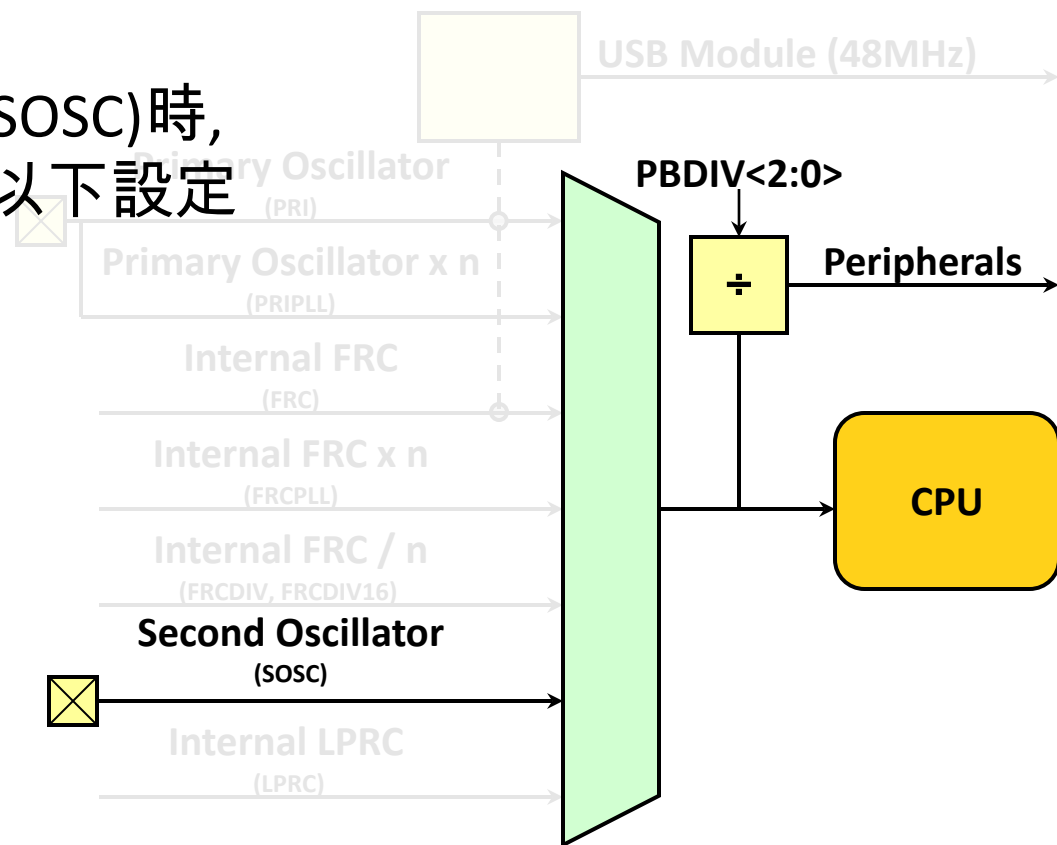 USB Module (48MHz)
SOSC)時,
以下設定
Primary Oscillator
(PRI)
PBDIV<2:0>
Primary Oscillator x n
(PRIPLL)
÷
Peripherals
Internal FRC
(FRC)
Internal FRC x n
(FRCPLL)
CPU
Internal FRC / n
(FRCDIV, FRCDIV16)
Second Oscillator
(SOSC)
Internal LPRC
(LPRC)